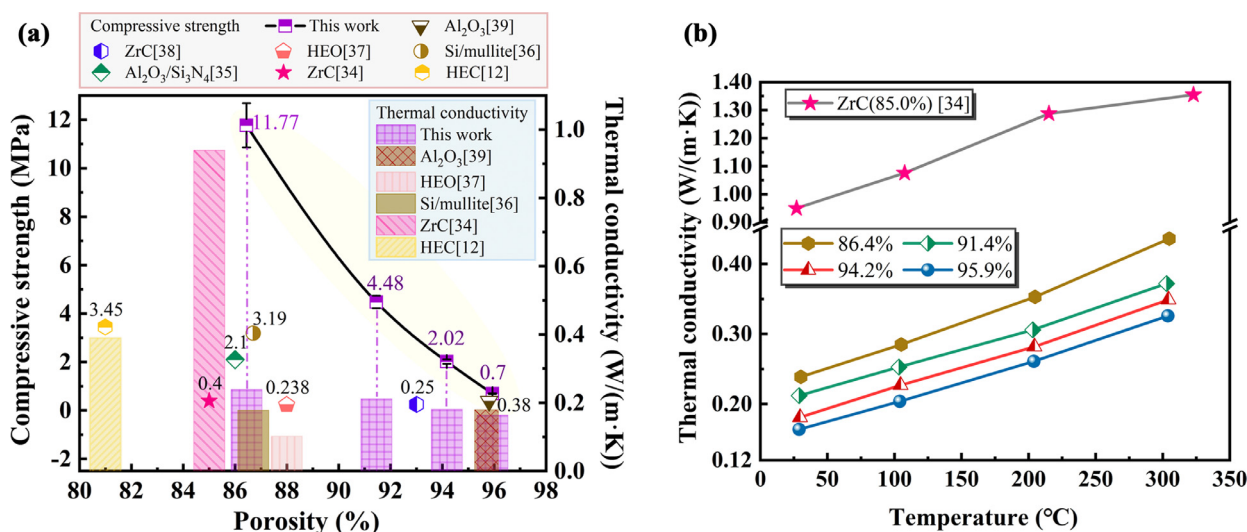 (a)
Compressive strength
This work
Al₂O₃[39]
ZrC[38]
HEO[37]
Si/mullite[36]
Al₂O₃/Si₃N₄[35]
ZrC[34]
HEC[12]
Compressive strength (MPa)
12
10
8
6
4
2
0
-2
11.77
4.48
2.02
0.7
0.38
0.25
0.238
3.19
2.1
0.4
3.45
Thermal conductivity
This work
Al₂O₃[39]
HEO[37]
Si/mullite[36]
ZrC[34]
HEC[12]
1.0
0.8
0.6
0.4
0.2
0.0
Thermal conductivity (W/(m·K))
80 82 84 86 88 90 92 94 96 98
Porosity (%)
(b)
Thermal conductivity (W/(m·K))
1.40
1.30
1.20
1.10
1.00
0.90
0.40
0.30
0.20
0.12
ZrC(85.0%) [34]
86.4% 91.4%
94.2% 95.9%
0 50 100 150 200 250 300 350
Temperature (℃)